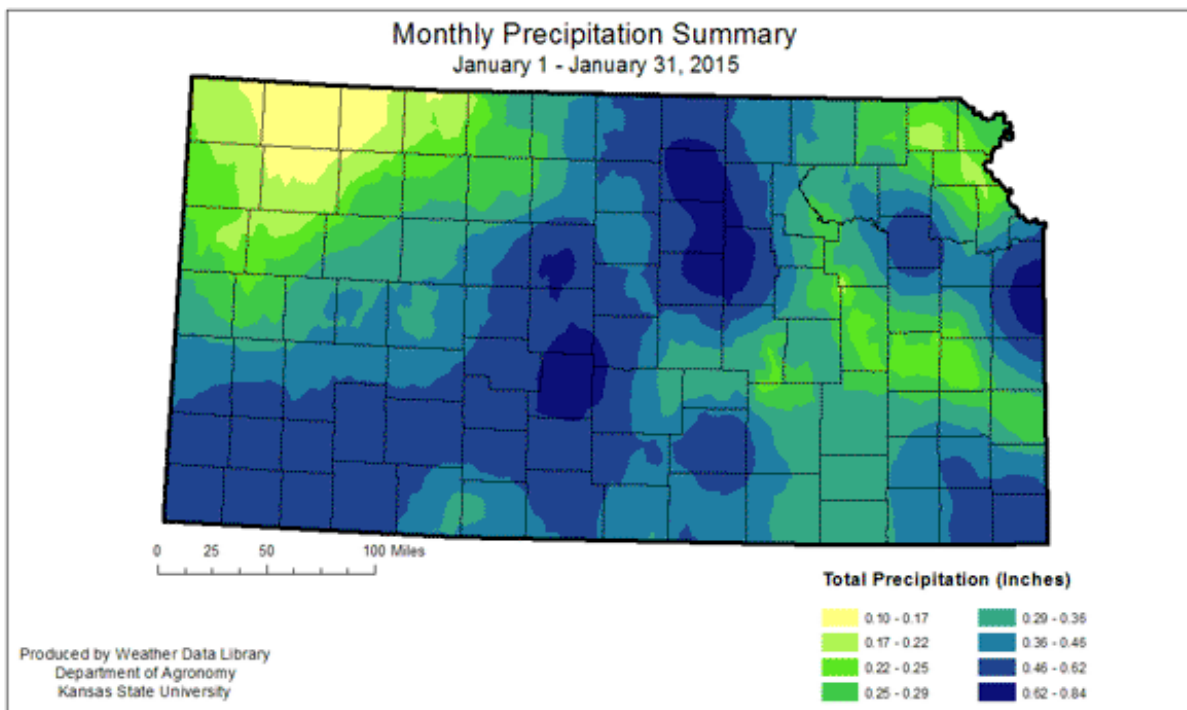 Monthly Precipitation Summary
January 1 - January 31, 2015
0 25 50 100 Miles
Total Precipitation (Inches)
0.10 - 0.17
0.17 - 0.22
0.22 - 0.25
0.25 - 0.29
0.29 - 0.36
0.36 - 0.46
0.46 - 0.62
0.62 - 0.84
Produced by Weather Data Library
Department of Agronomy
Kansas State University